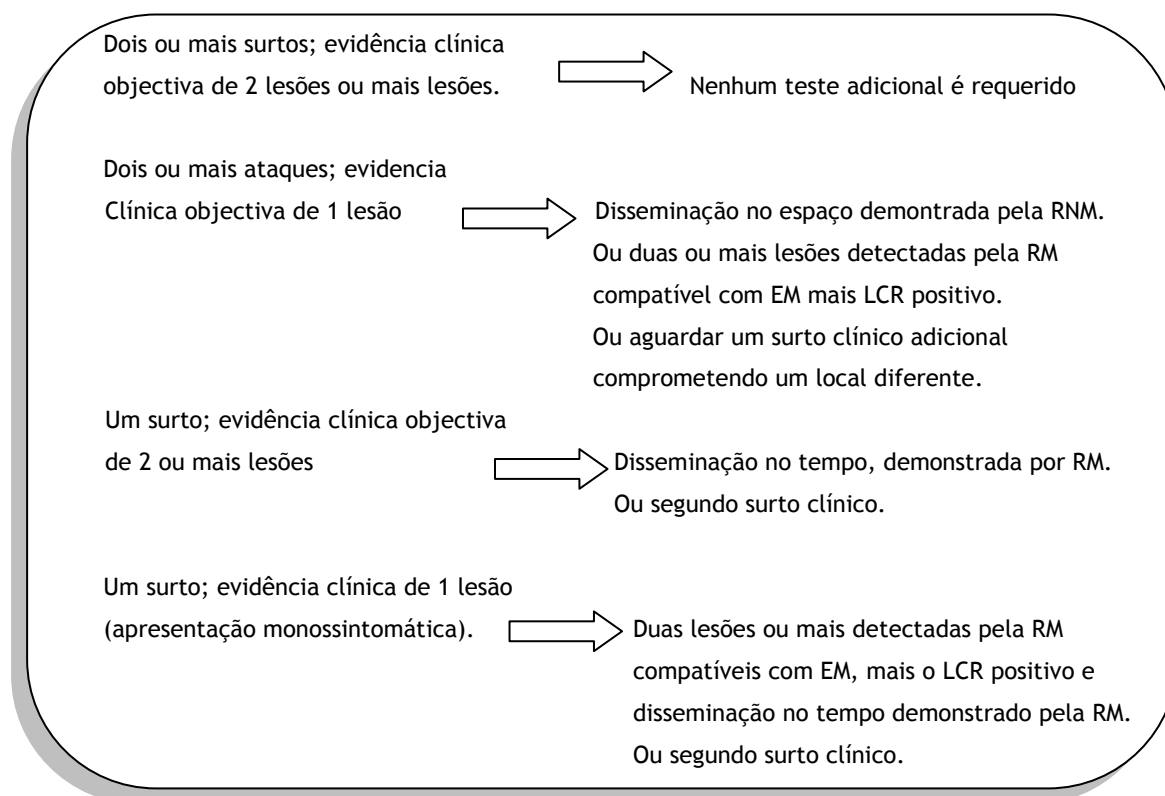 Dois ou mais surtos; evidência clínica
objectiva de 2 lesões ou mais lesões.
Nenhum teste adicional é requerido
Dois ou mais ataques; evidencia
Clínica objectiva de 1 lesão
Disseminação no espaço demontrada pela RNM.
Ou duas ou mais lesões detectadas pela RM
compatível com EM mais LCR positivo.
Ou aguardar um surto clínico adicional
comprometendo um local diferente.
Um surto; evidência clínica objectiva
de 2 ou mais lesões
Disseminação no tempo, demonstrada por RM.
Ou segundo surto clínico.
Um surto; evidência clínica de 1 lesão
(apresentação monossintomática).
Duas lesões ou mais detectadas pela RM
compatíveis com EM, mais o LCR positivo e
disseminação no tempo demonstrado pela RM.
Ou segundo surto clínico.